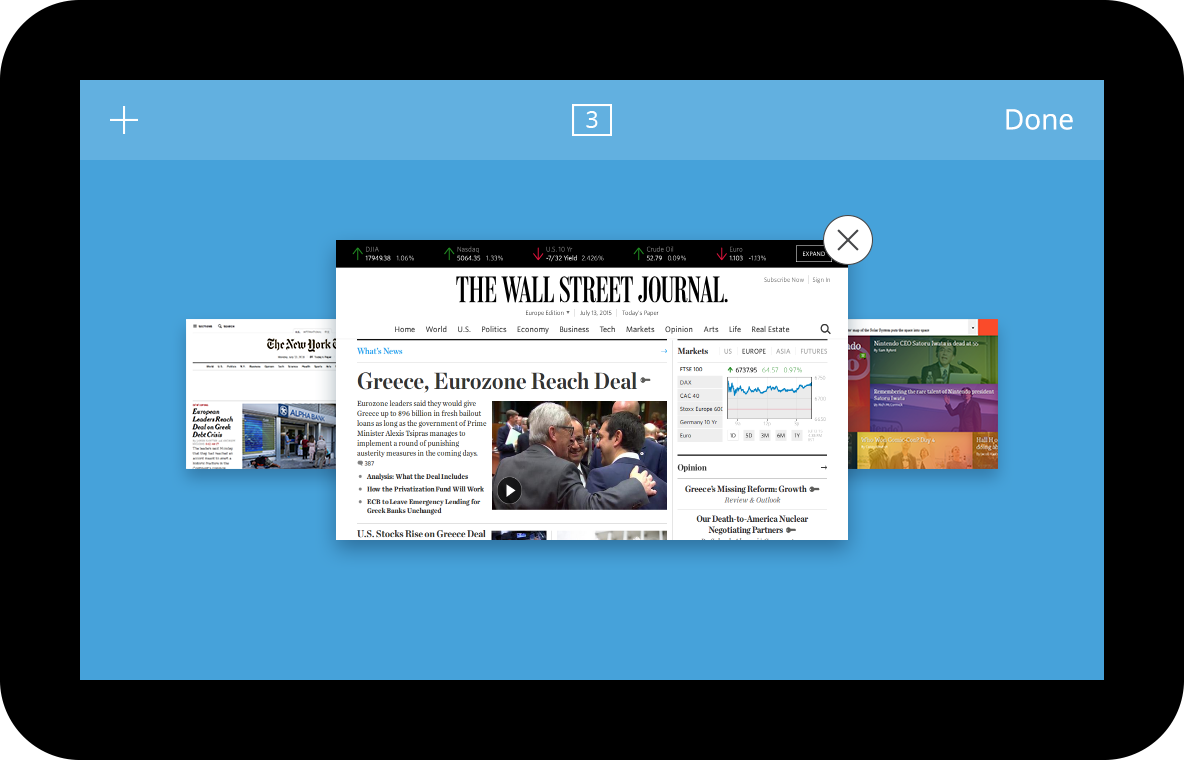 3
Done
DJIA
17949.38 1.06%
Nasdaq
5064.35 1.33%
U.S. 10 Yr
-7/32 Yield 2.426%
Crude Oil
52.79 0.09%
Euro
1.103 -1.13%
EXPAND
THE WALL STREET JOURNAL.
Subscribe Now | Sign In
Europe Edition ▼ | July 13, 2015 | Today's Paper
Home World U.S. Politics Economy Business Tech Markets Opinion Arts Life Real Estate
What's News →
Greece, Eurozone Reach Deal
Eurozone leaders said they would give
Greece up to €86 billion in fresh bailout
loans as long as the government of Prime
Minister Alexis Tsipras manages to
implement a round of punishing
austerity measures in the coming days.
387
Analysis: What the Deal Includes
How the Privatization Fund Will Work
ECB to Leave Emergency Lending for
Greek Banks Unchanged
U.S. Stocks Rise on Greece Deal
Markets US EUROPE ASIA FUTURES
FTSE 100
6737.95 64.57 0.97%
DAX
CAC 40
Stoxx Europe 600
Germany 10 Yr
Euro
1D 5D 3M 6M 1Y
Opinion →
Greece's Missing Reform: Growth
Review & Outlook
Our Death-to-America Nuclear
Negotiating Partners
SECTIONS SEARCH
The New York T
European
Leaders Reach
Deal on Greek
Debt Crisis
ALPHA BANK
Nintendo CEO Satoru Iwata is dead at 55
Remembering the rare talent of Nintendo president
Satoru Iwata